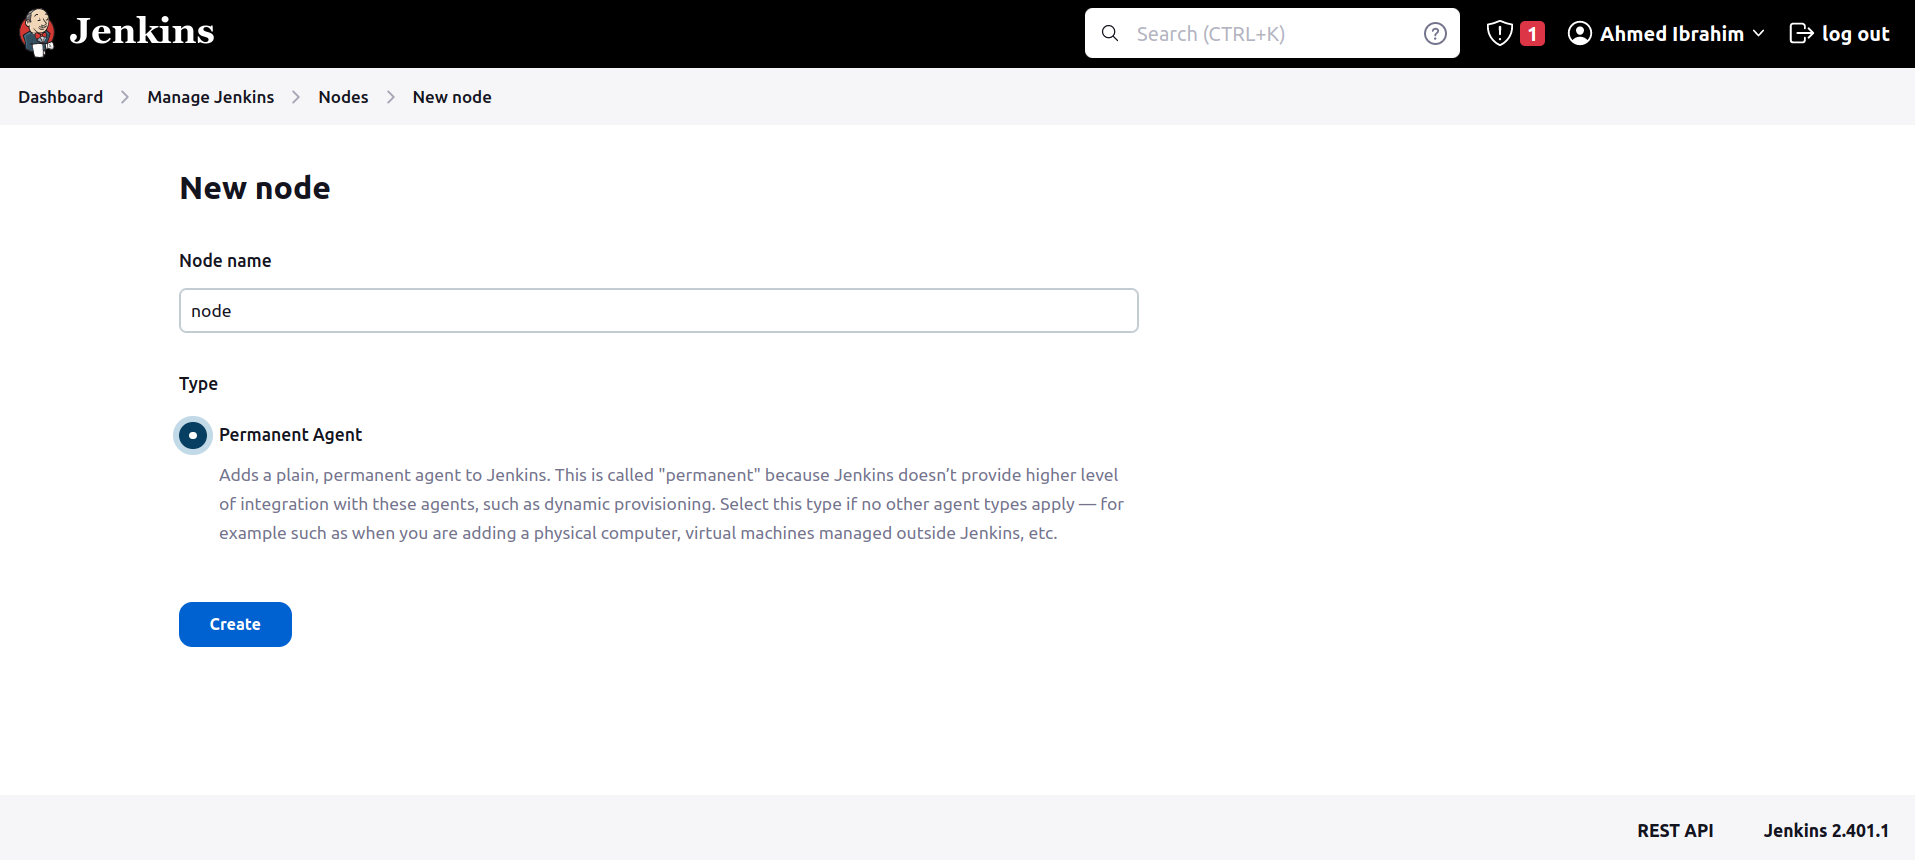 Jenkins
Search (CTRL+K)
1
Ahmed Ibrahim
log out
Dashboard > Manage Jenkins > Nodes > New node
New node
Node name
node
Type
Permanent Agent
Adds a plain, permanent agent to Jenkins. This is called "permanent" because Jenkins doesn’t provide higher level
of integration with these agents, such as dynamic provisioning. Select this type if no other agent types apply — for
example such as when you are adding a physical computer, virtual machines managed outside Jenkins, etc.
Create
REST API
Jenkins 2.401.1